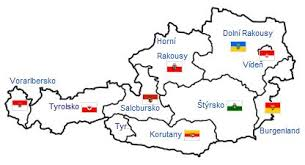 Dolní Rakousy
Horní
Rakousy
Vídeň
Vorarlbersko
Tyrolsko
Salcbursko
Štýrsko
Tyr
Korutany
Burgenland